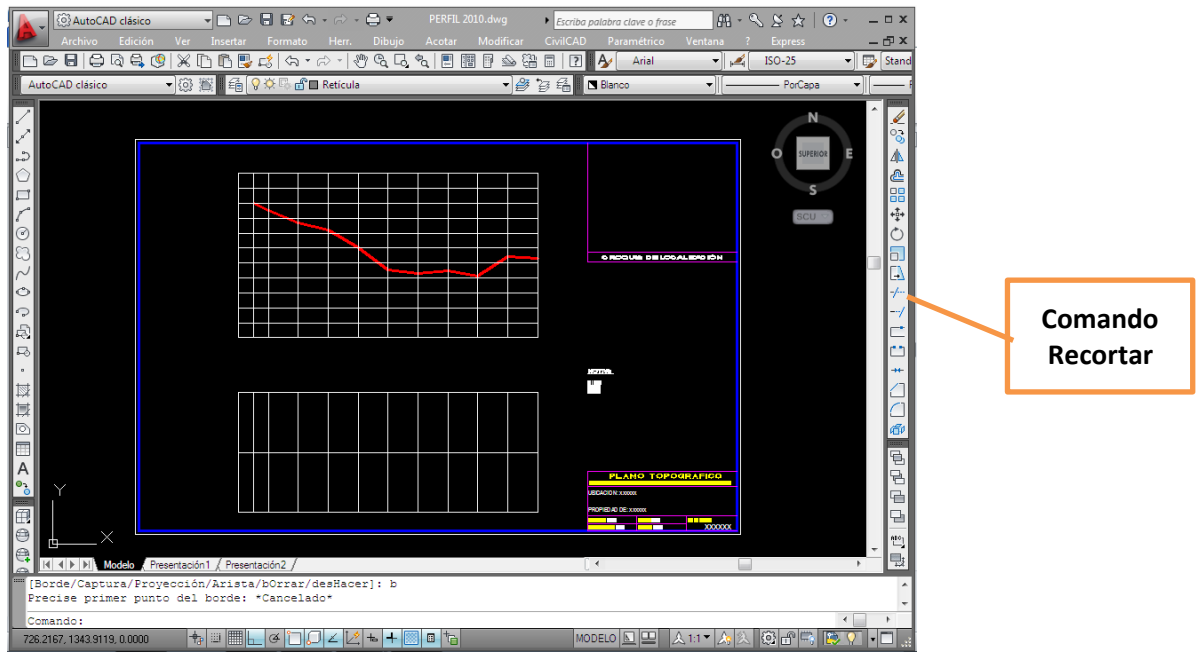 AutoCAD clásico
PERFIL 2010.dwg
Escriba palabra clave o frase
Archivo Edición Ver Insertar Formato Herr. Dibujo Acotar Modificar CivilCAD Paramétrico Ventana ? Express
Arial
ISO-25
Stand
AutoCAD clásico
Retícula
Blanco
PorCapa
N
O SUPERIOR E
S
SCU
CROQUIS DE LOCALIZACIÓN
Comando
Recortar
NOTAS.
PLANO TOPOGRAFICO
UBICACION: XXXXXX
PROPIEDAD DE: XXXXXX
XXXXXX
Y
X
Modelo Presentación1 Presentación2
[Borde/Captura/Proyección/Arista/bOrrar/desHacer]: b
Precise primer punto del borde: *Cancelado*
Comando:
726.2167, 1343.9119, 0.0000
MODELO
1:1